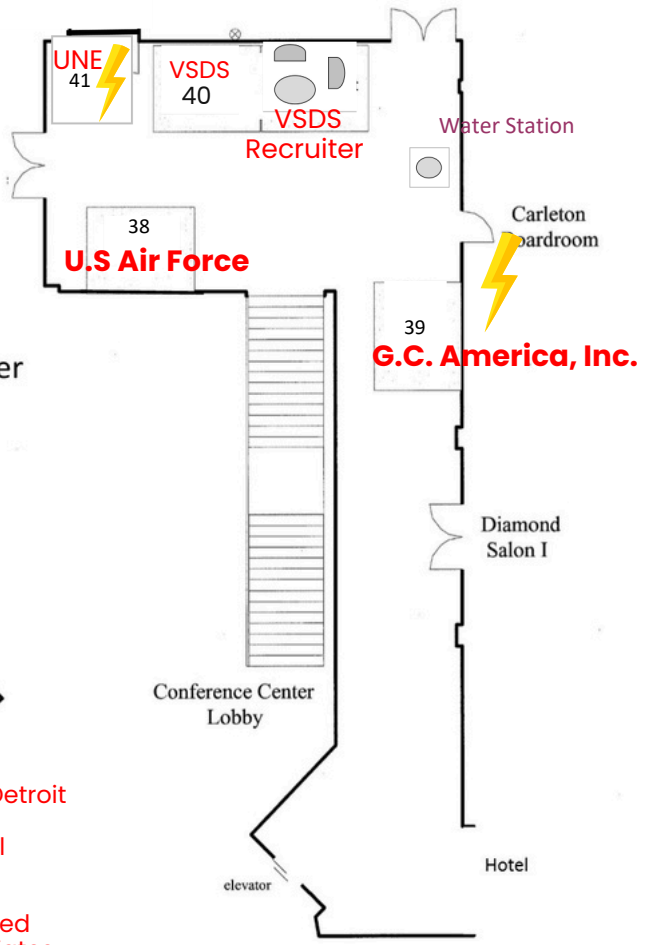 UNE
41
VSDS
40
VSDS
Recruiter
Water Station
38
U.S Air Force
Carleton
Boardroom
39
G.C. America, Inc.
er
Diamond
Salon I
Conference Center
Lobby
Detroit
l
Hotel
elevator
ed